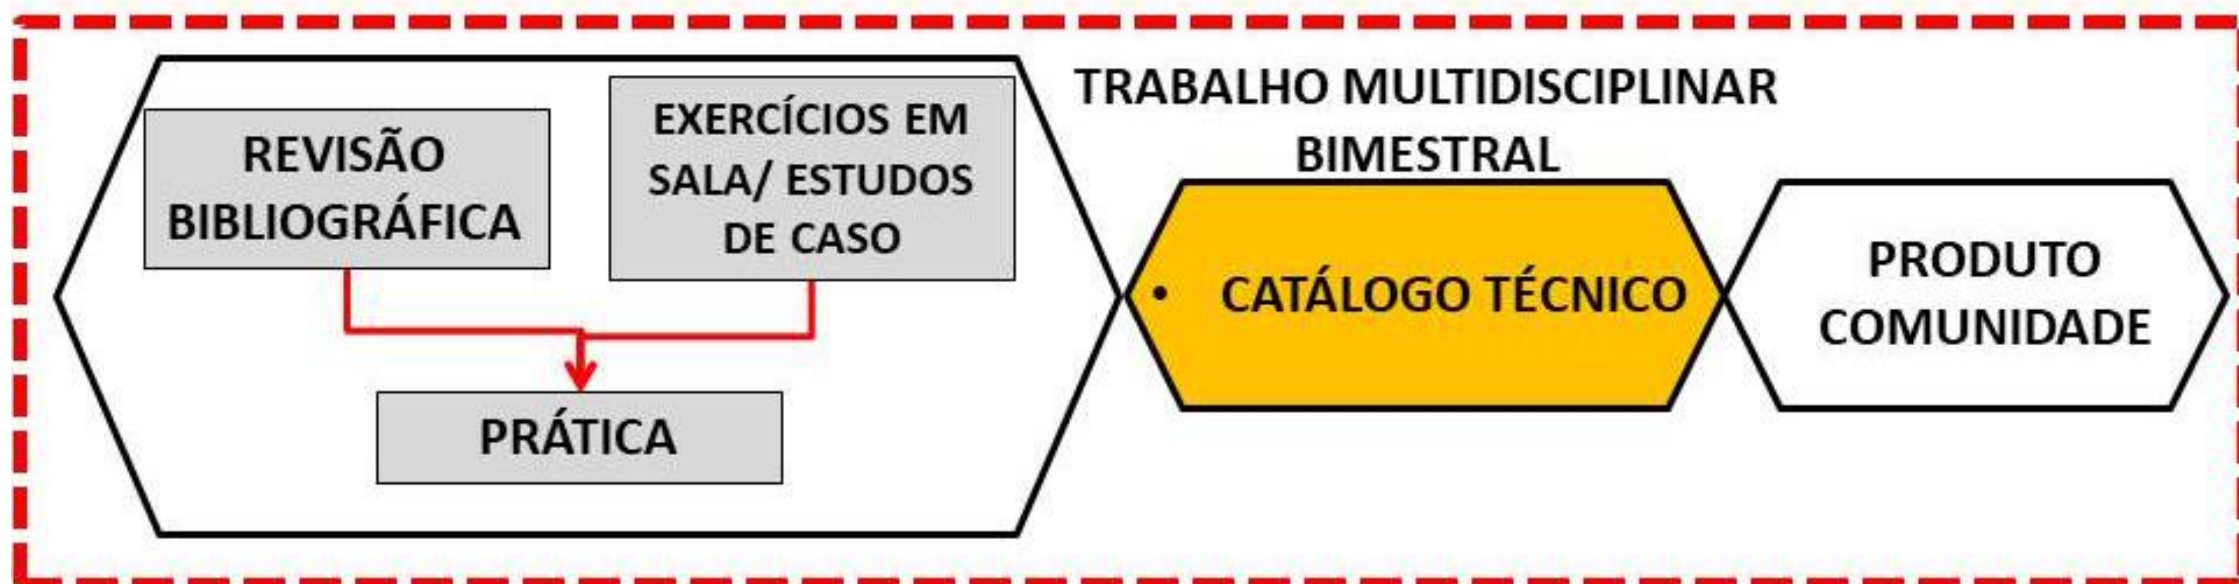 REVISÃO
BIBLIOGRÁFICA
EXERCÍCIOS EM
SALA/ ESTUDOS
DE CASO
PRÁTICA
TRABALHO MULTIDISCIPLINAR
BIMESTRAL
• CATÁLOGO TÉCNICO
PRODUTO
COMUNIDADE